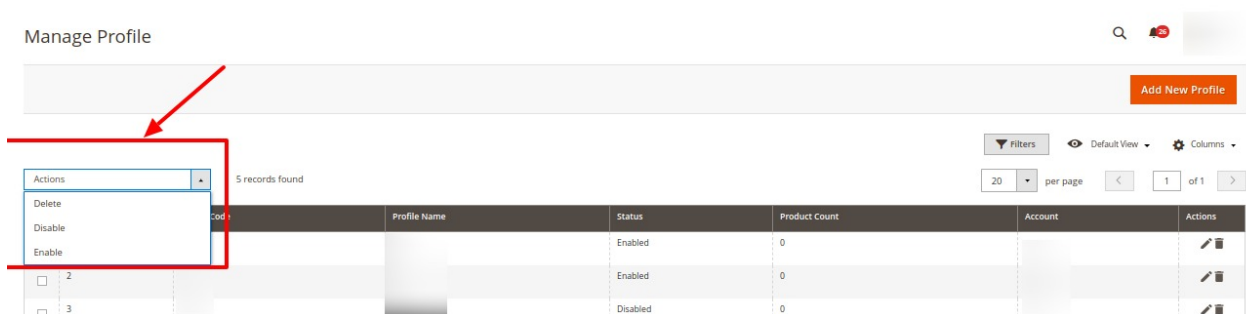 Manage Profile
26
Add New Profile
Filters Default View Columns
Actions 5 records found 20 per page 1 of 1
Delete
Disable
Enable
Code Profile Name Status Product Count Account Actions
Enabled 0
2 Enabled 0
3 Disabled 0